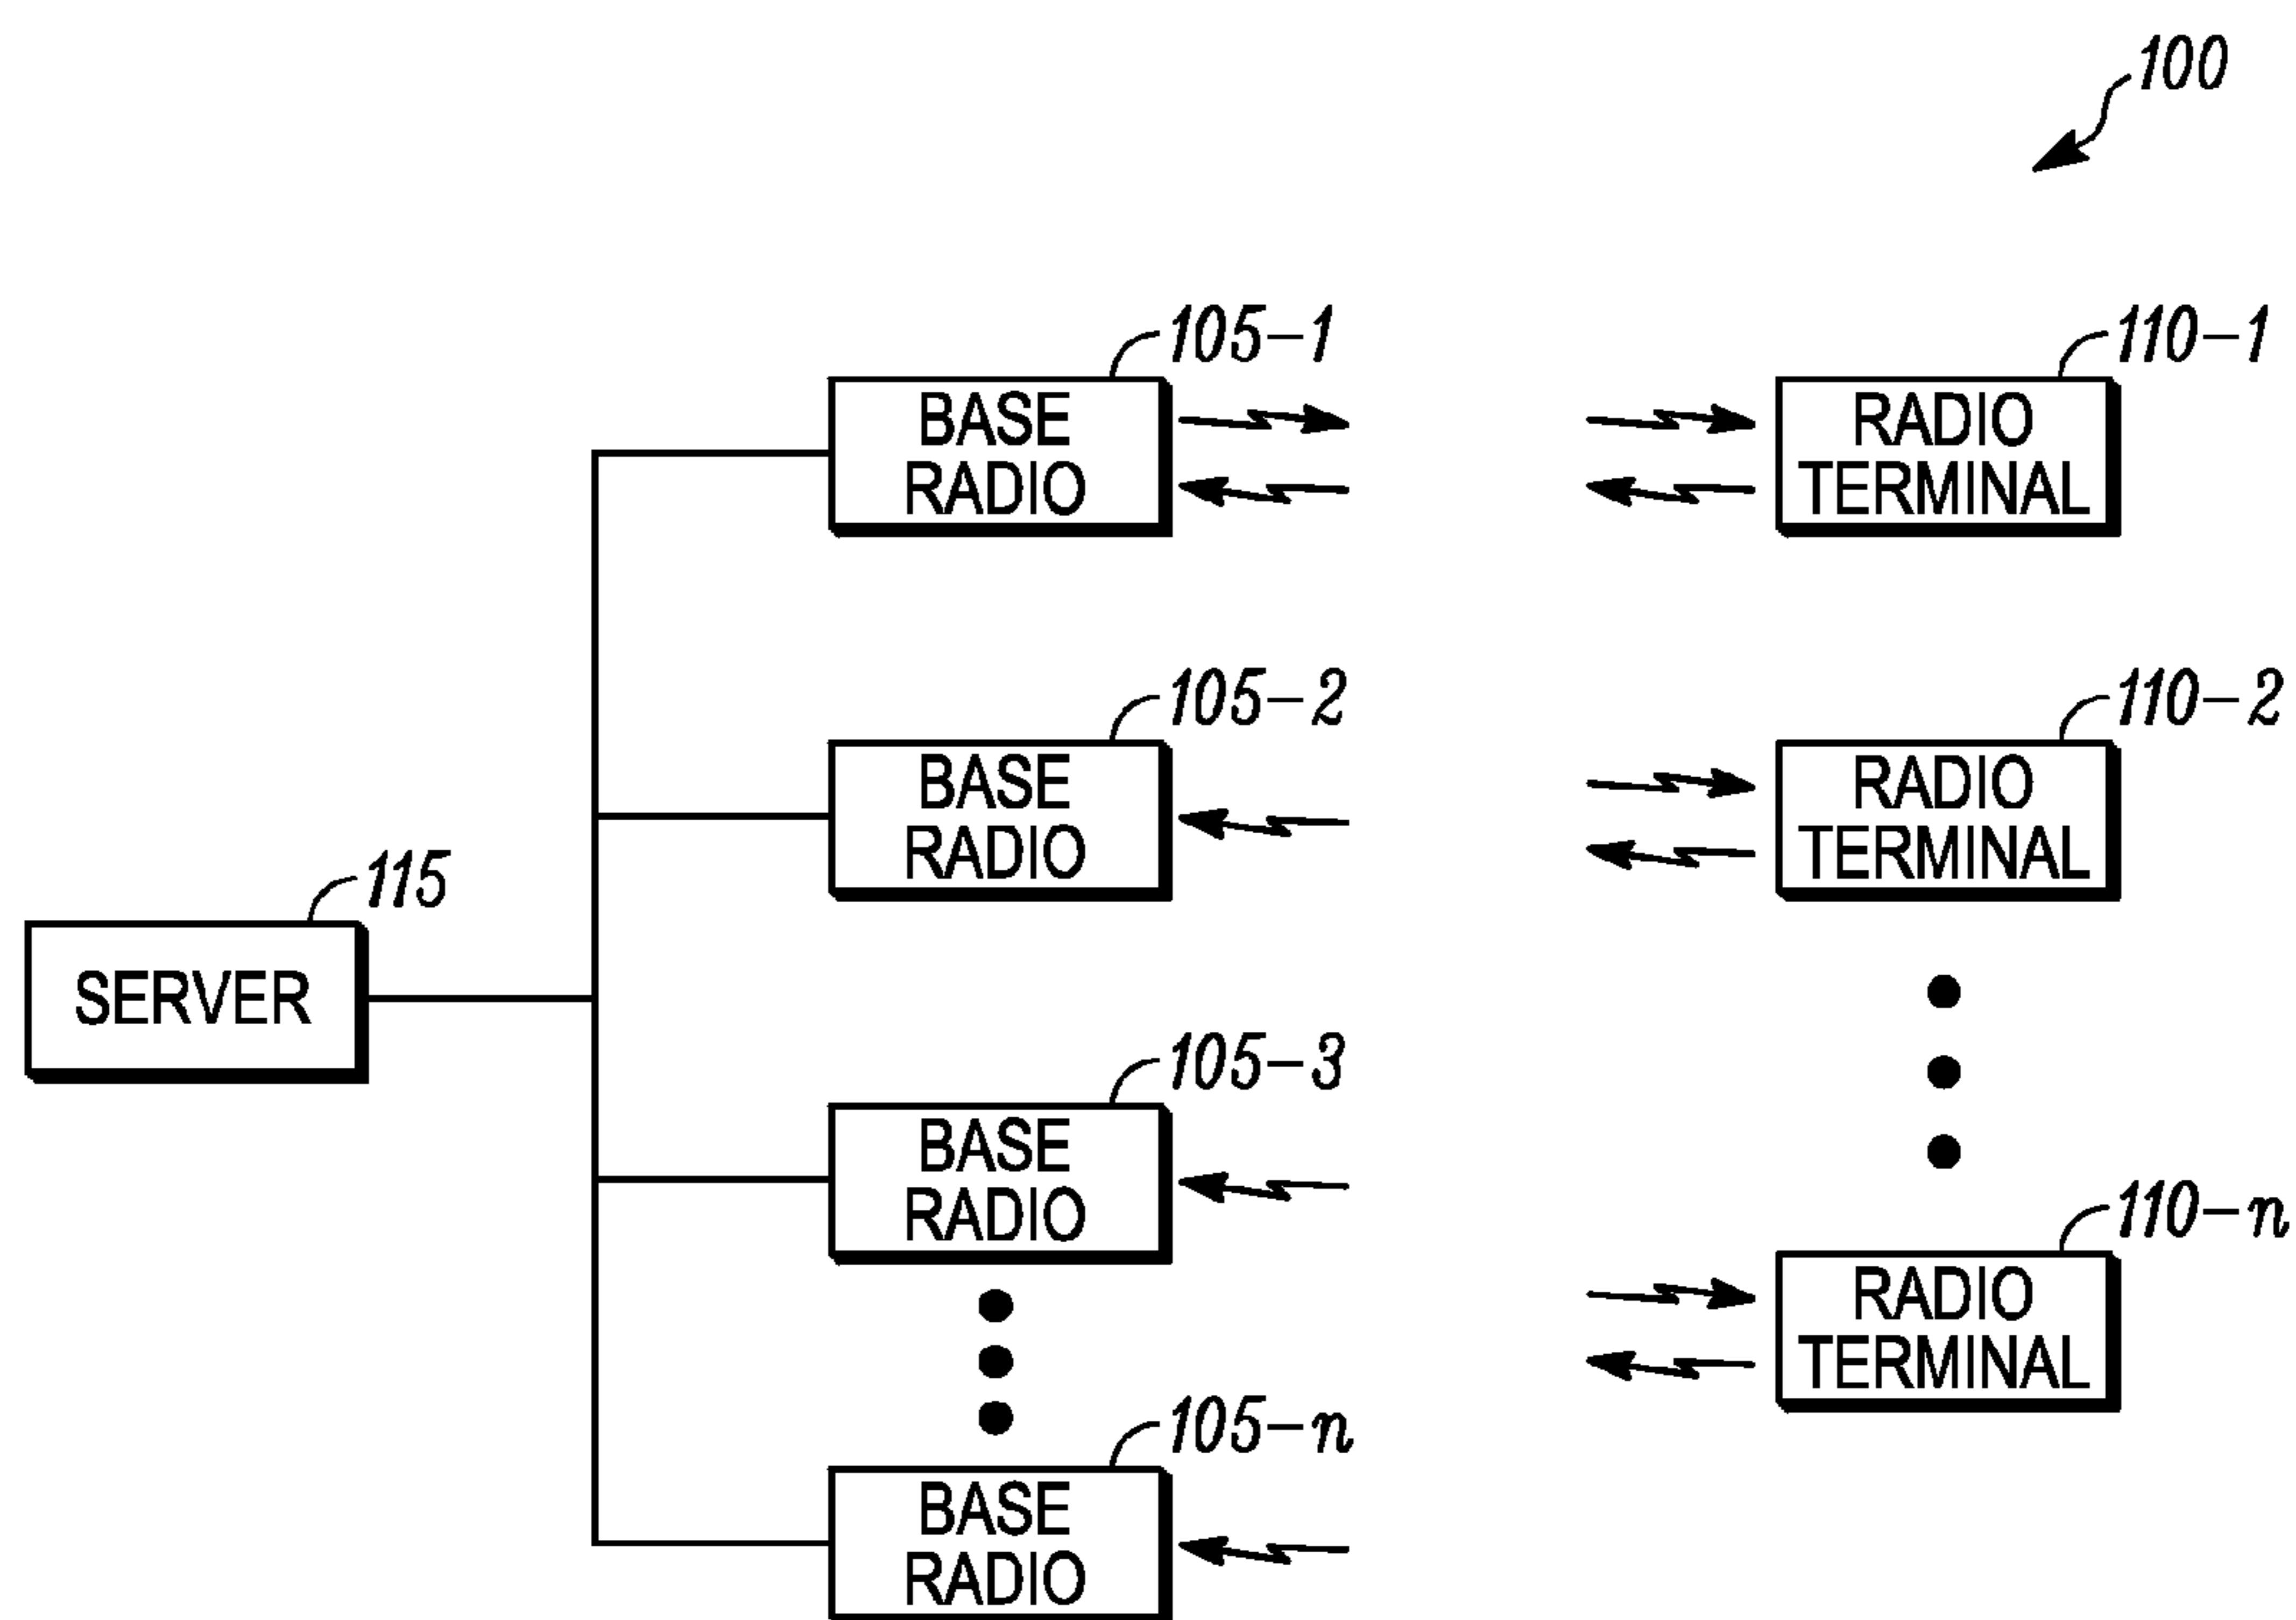 100
105-1
110-1
BASE
RADIO
RADIO
TERMINAL
105-2
110-2
BASE
RADIO
RADIO
TERMINAL
115
SERVER
105-3
BASE
RADIO
110-n
RADIO
TERMINAL
105-n
BASE
RADIO